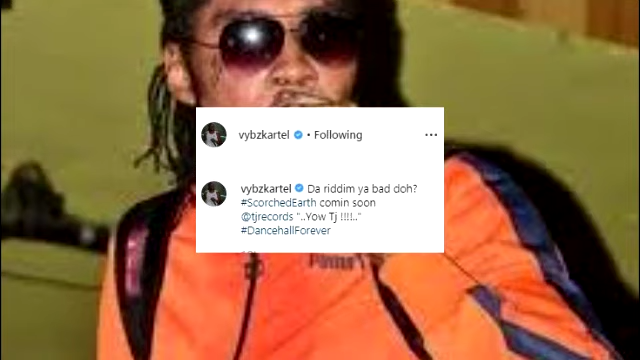 vybzkartel • Following •••
vybzkartel Da riddim ya bad doh?
#ScorchedEarth comin soon
@tjrecords "..Yow Tj !!!!.."
#DancehallForever
PUMA